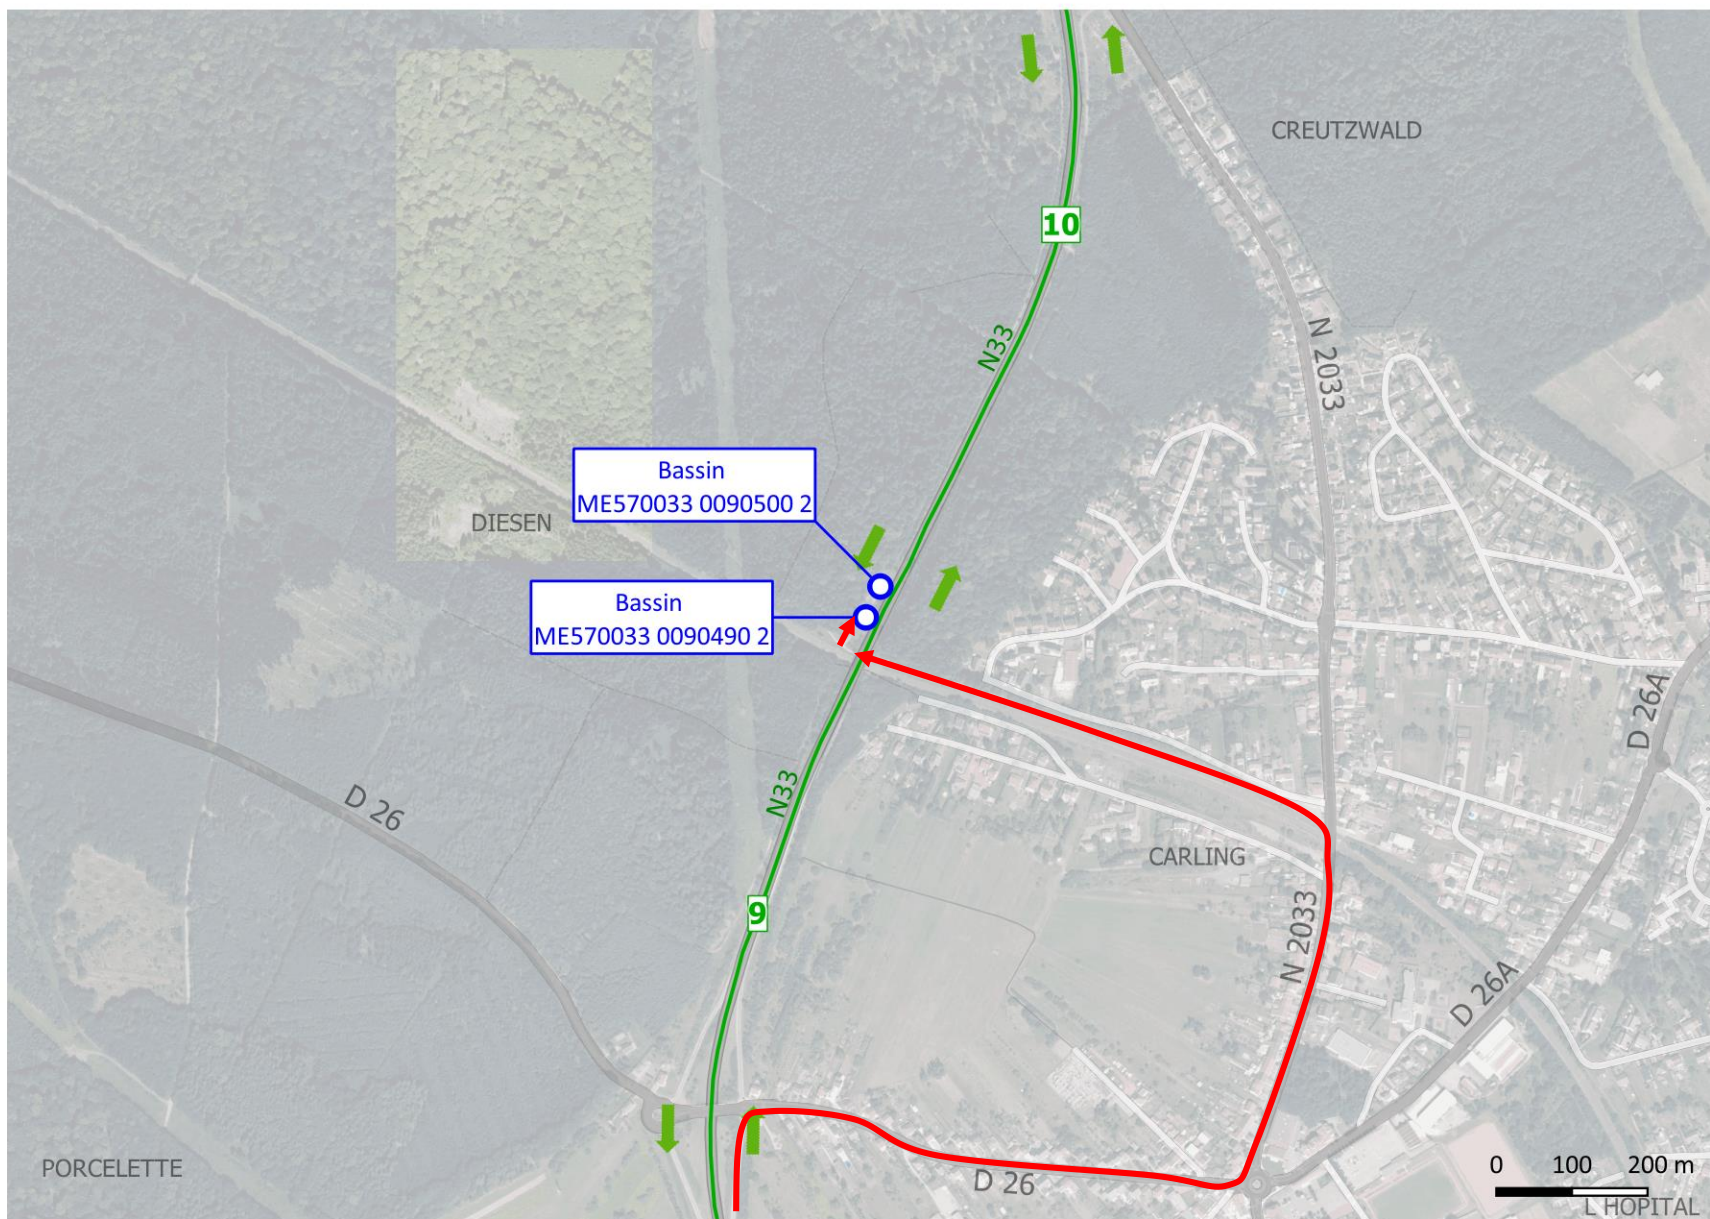 CREUTZWALD
10
N33
N 2033
Bassin
ME570033 0090500 2
DIESEN
Bassin
ME570033 0090490 2
D 26A
N33
D 26
CARLING
9
N 2033
D 26A
PORCELETTE
D 26
0 100 200 m
L HOPITAL